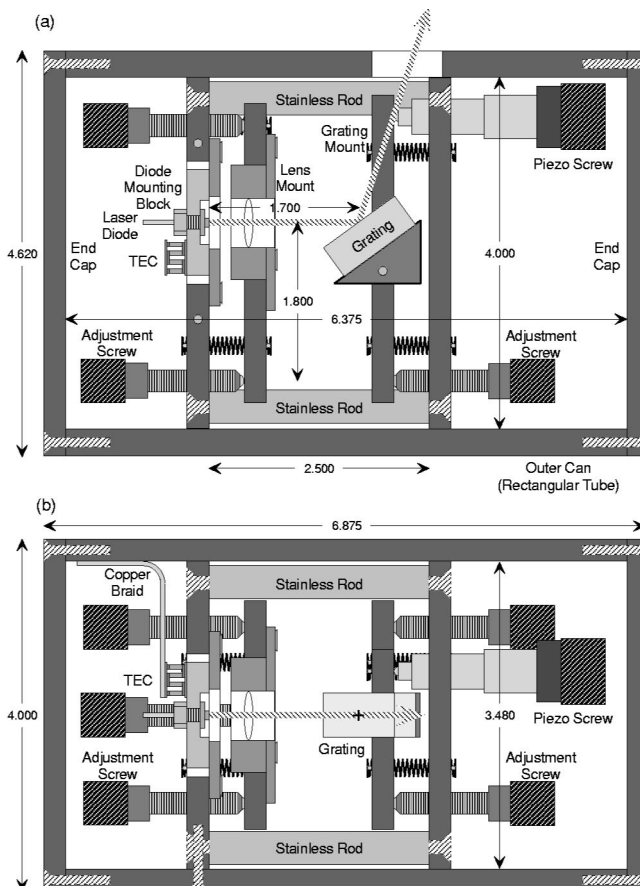 (a)
Stainless Rod
Grating
Mount
Piezo Screw
Diode
Mounting
Block
Lens
Mount
1.700
Laser
Diode
Grating
4.620
End
Cap
TEC
4.000
End
Cap
1.800
6.375
Adjustment
Screw
Adjustment
Screw
Stainless Rod
2.500
Outer Can
(Rectangular Tube)
(b)
6.875
Copper
Braid
Stainless Rod
TEC
4.000
3.480
Piezo Screw
Grating
Adjustment
Screw
Adjustment
Screw
Stainless Rod